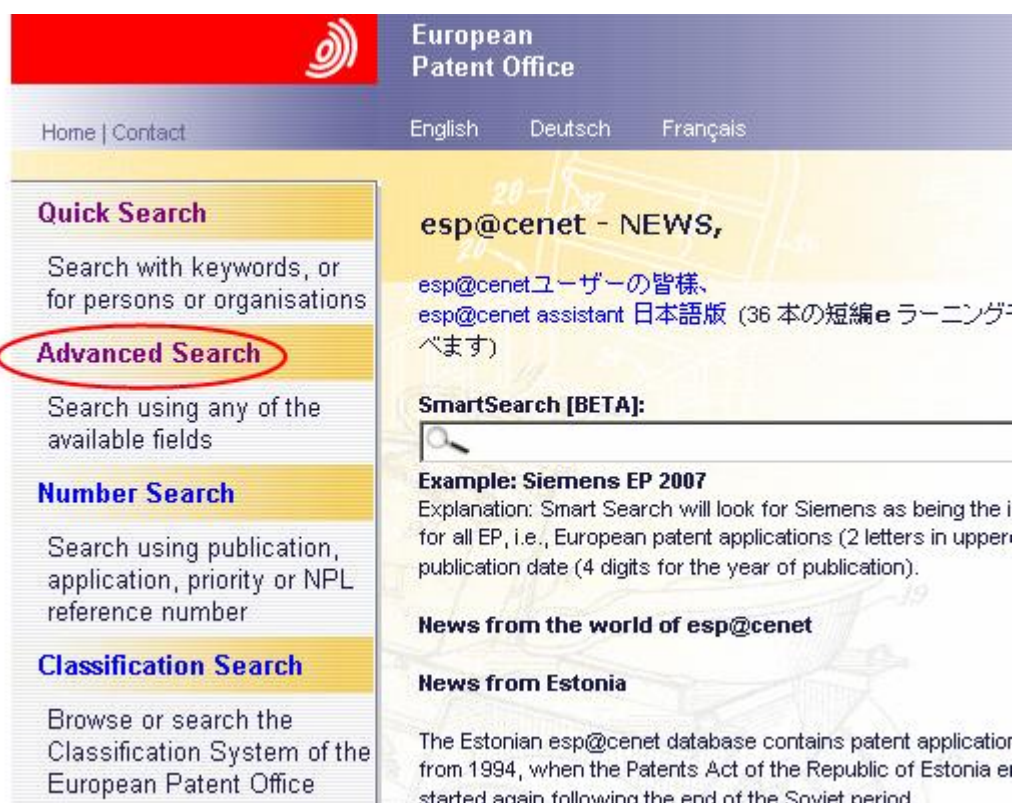 European
Patent Office
Home | Contact
English Deutsch Français
Quick Search
Search with keywords, or
for persons or organisations
Advanced Search
Search using any of the
available fields
Number Search
Search using publication,
application, priority or NPL
reference number
Classification Search
Browse or search the
Classification System of the
European Patent Office
esp@cenet - NEWS,
esp@cenetユーザーの皆様、
esp@cenet assistant 日本語版 (36 本の短編e ラーニング
べます)
SmartSearch [BETA]:
Example: Siemens EP 2007
Explanation: Smart Search will look for Siemens as being the i
for all EP, i.e., European patent applications (2 letters in upper
publication date (4 digits for the year of publication).
News from the world of esp@cenet
News from Estonia
The Estonian esp@cenet database contains patent application
from 1994, when the Patents Act of the Republic of Estonia e
started again following the end of the Soviet period